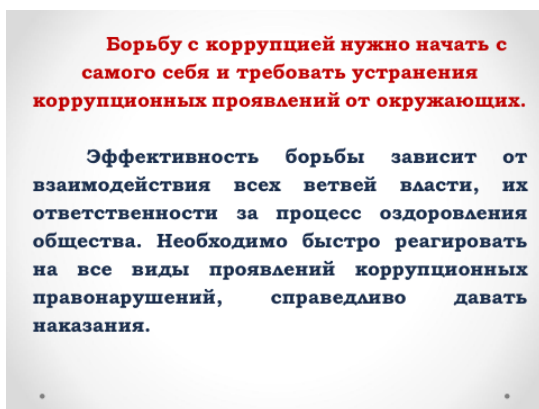 Борьбу с коррупцией нужно начать с
самого себя и требовать устранения
коррупционных проявлений от окружающих.
Эффективность борьбы зависит от
взаимодействия всех ветвей власти, их
ответственности за процесс оздоровления
общества. Необходимо быстро реагировать
на все виды проявлений коррупционных
правонарушений, справедливо давать
наказания.